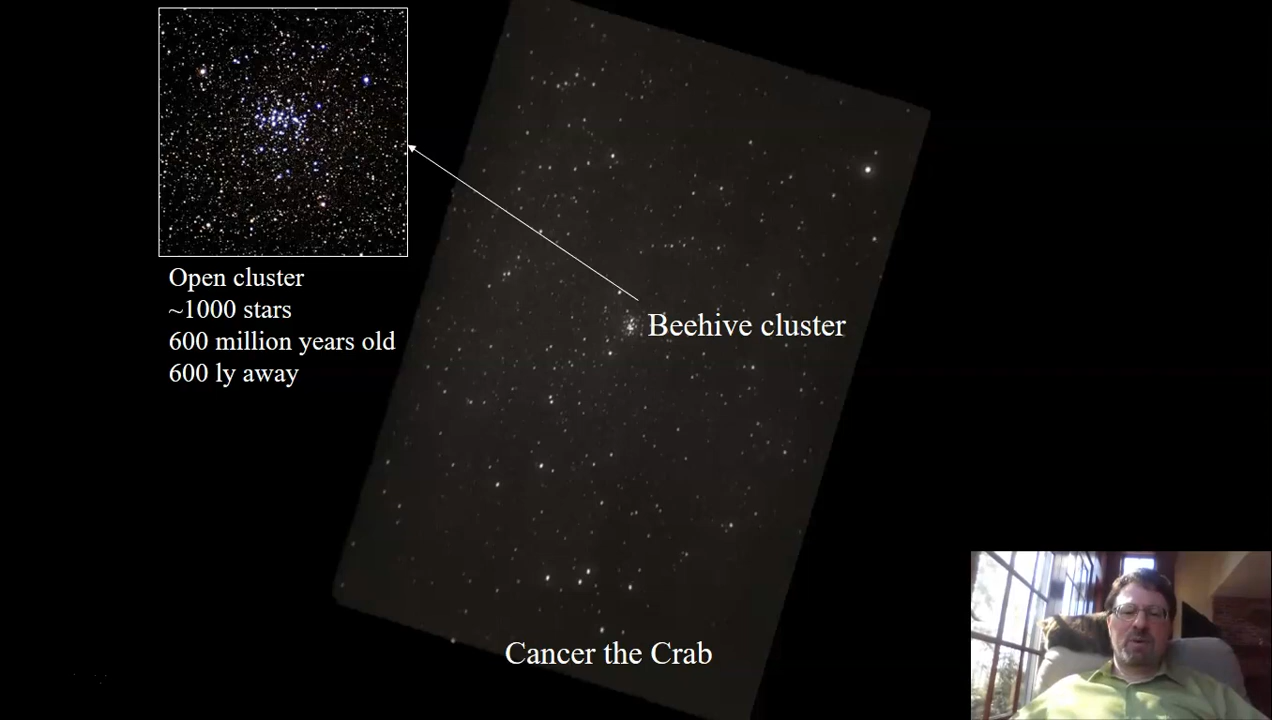 Open cluster
~1000 stars
600 million years old
600 ly away
Beehive cluster
Cancer the Crab